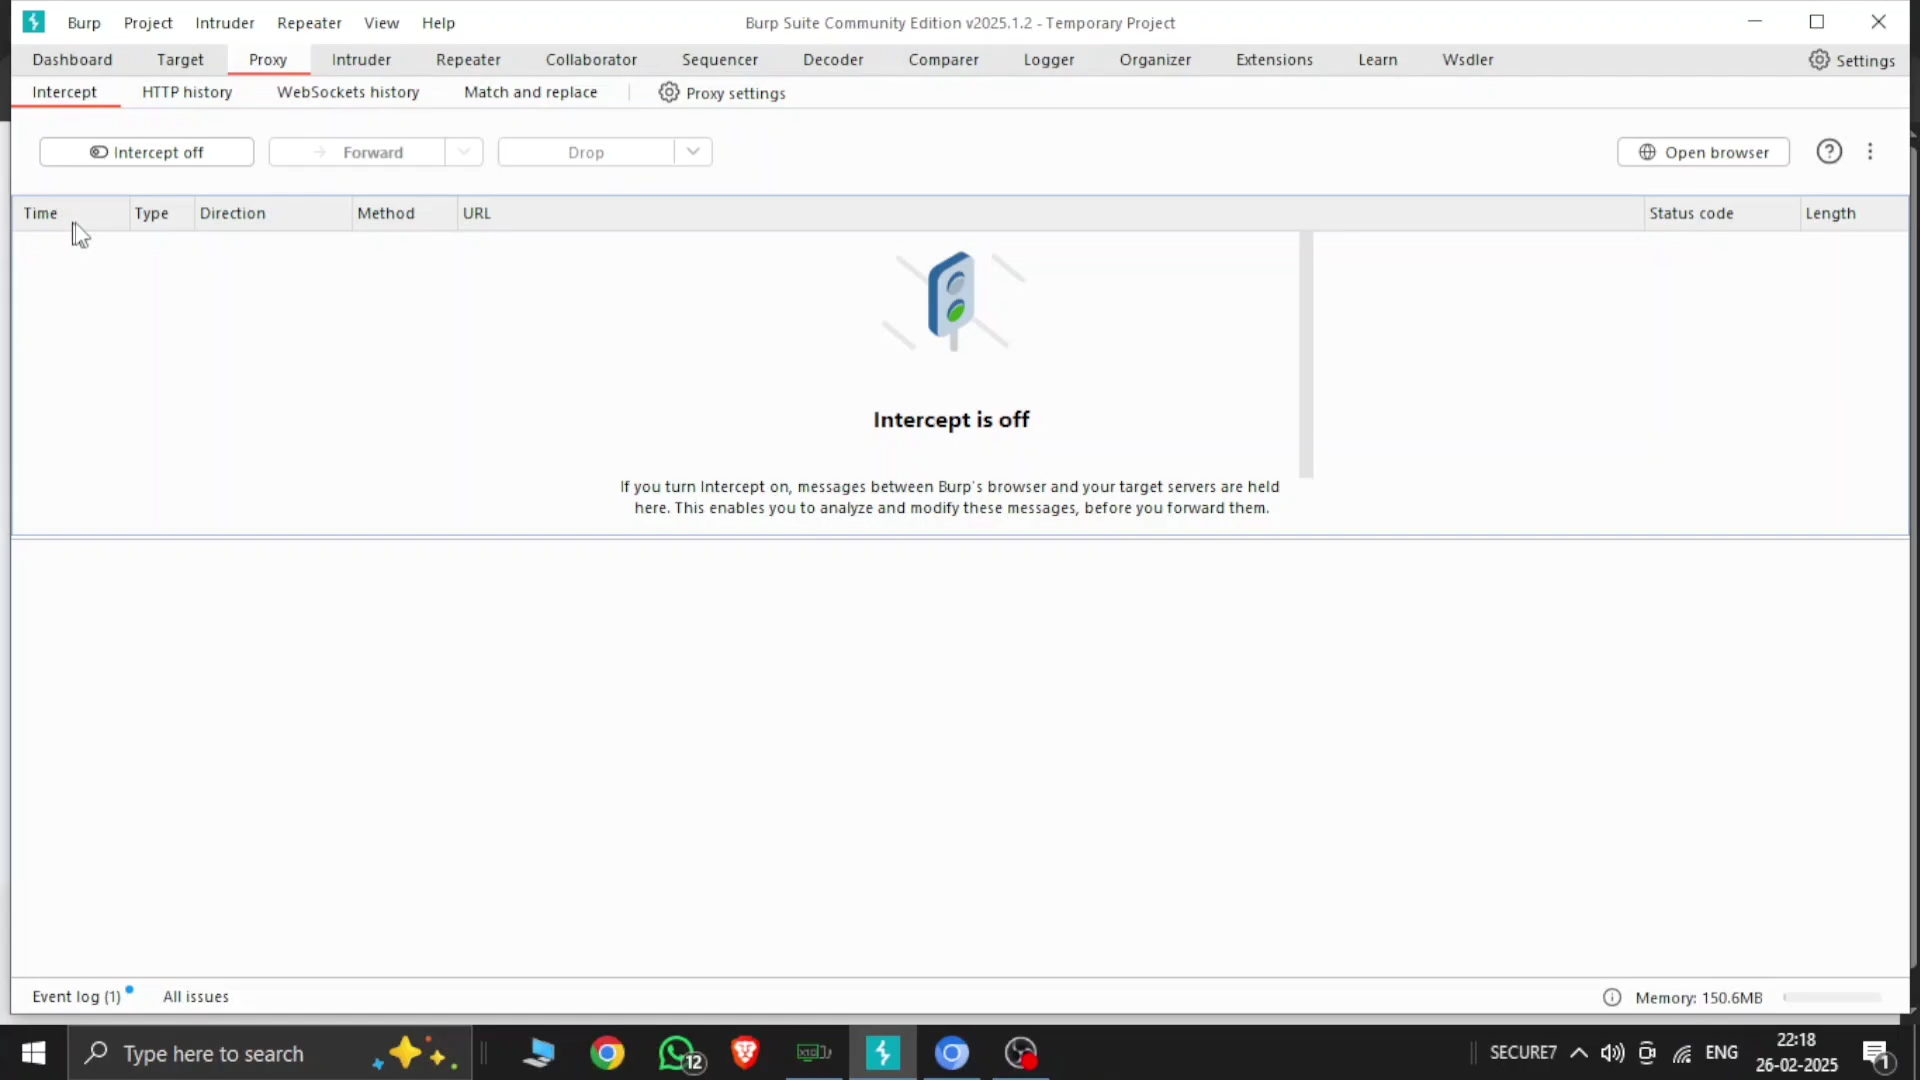 Burp Project Intruder Repeater View Help Burp Suite Community Edition v2025.1.2 - Temporary Project
Dashboard Target Proxy Intruder Repeater Collaborator Sequencer Decoder Comparer Logger Organizer Extensions Learn Wsdler Settings
Intercept HTTP history WebSockets history Match and replace Proxy settings
Intercept off Forward Drop Open browser
Time Type Direction Method URL Status code Length
Intercept is off
If you turn Intercept on, messages between Burp's browser and your target servers are held
here. This enables you to analyze and modify these messages, before you forward them.
Event log (1) All issues Memory: 150.6MB
Type here to search 12 SECURE7 ENG 22:18
26-02-2025 1